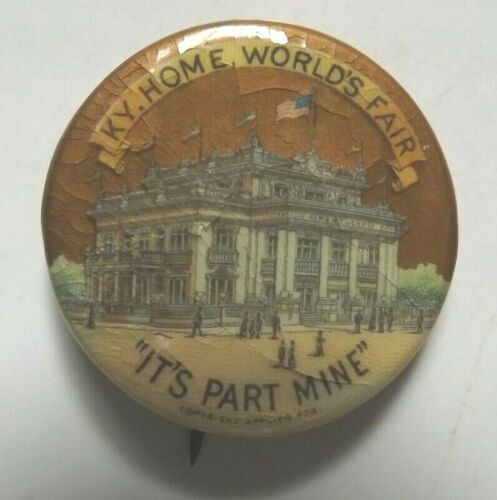 KY. HOME, WORLD'S FAIR
"IT'S PART MINE"
COPYRIGHT APPLIED FOR